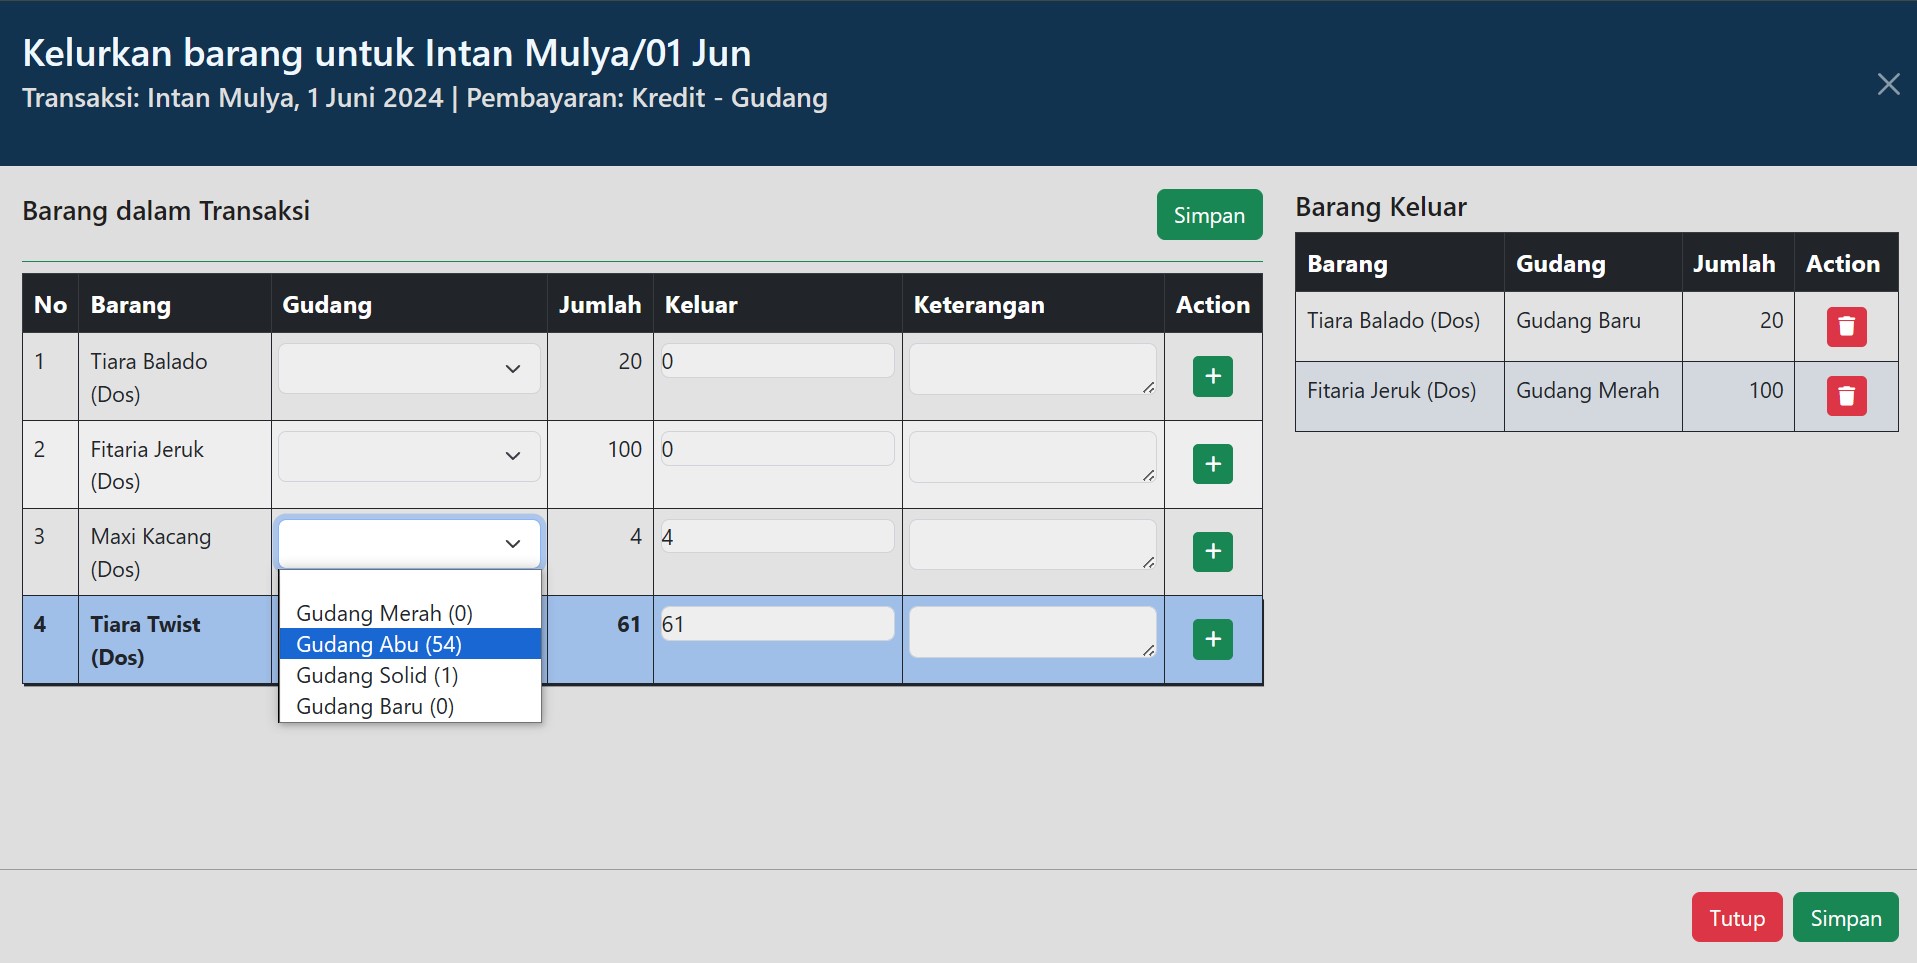 Kelurkan barang untuk Intan Mulya/01 Jun
Transaksi: Intan Mulya, 1 Juni 2024 | Pembayaran: Kredit - Gudang
Barang dalam Transaksi
Simpan
No Barang Gudang Jumlah Keluar Keterangan Action
1 Tiara Balado 20 0
(Dos)
2 Fitaria Jeruk 100 0
(Dos)
3 Maxi Kacang 4 4
(Dos)
4 Tiara Twist 61 61
(Dos)
Gudang Merah (0)
Gudang Abu (54)
Gudang Solid (1)
Gudang Baru (0)
Barang Keluar
Barang Gudang Jumlah Action
Tiara Balado (Dos) Gudang Baru 20
Fitaria Jeruk (Dos) Gudang Merah 100
Tutup Simpan